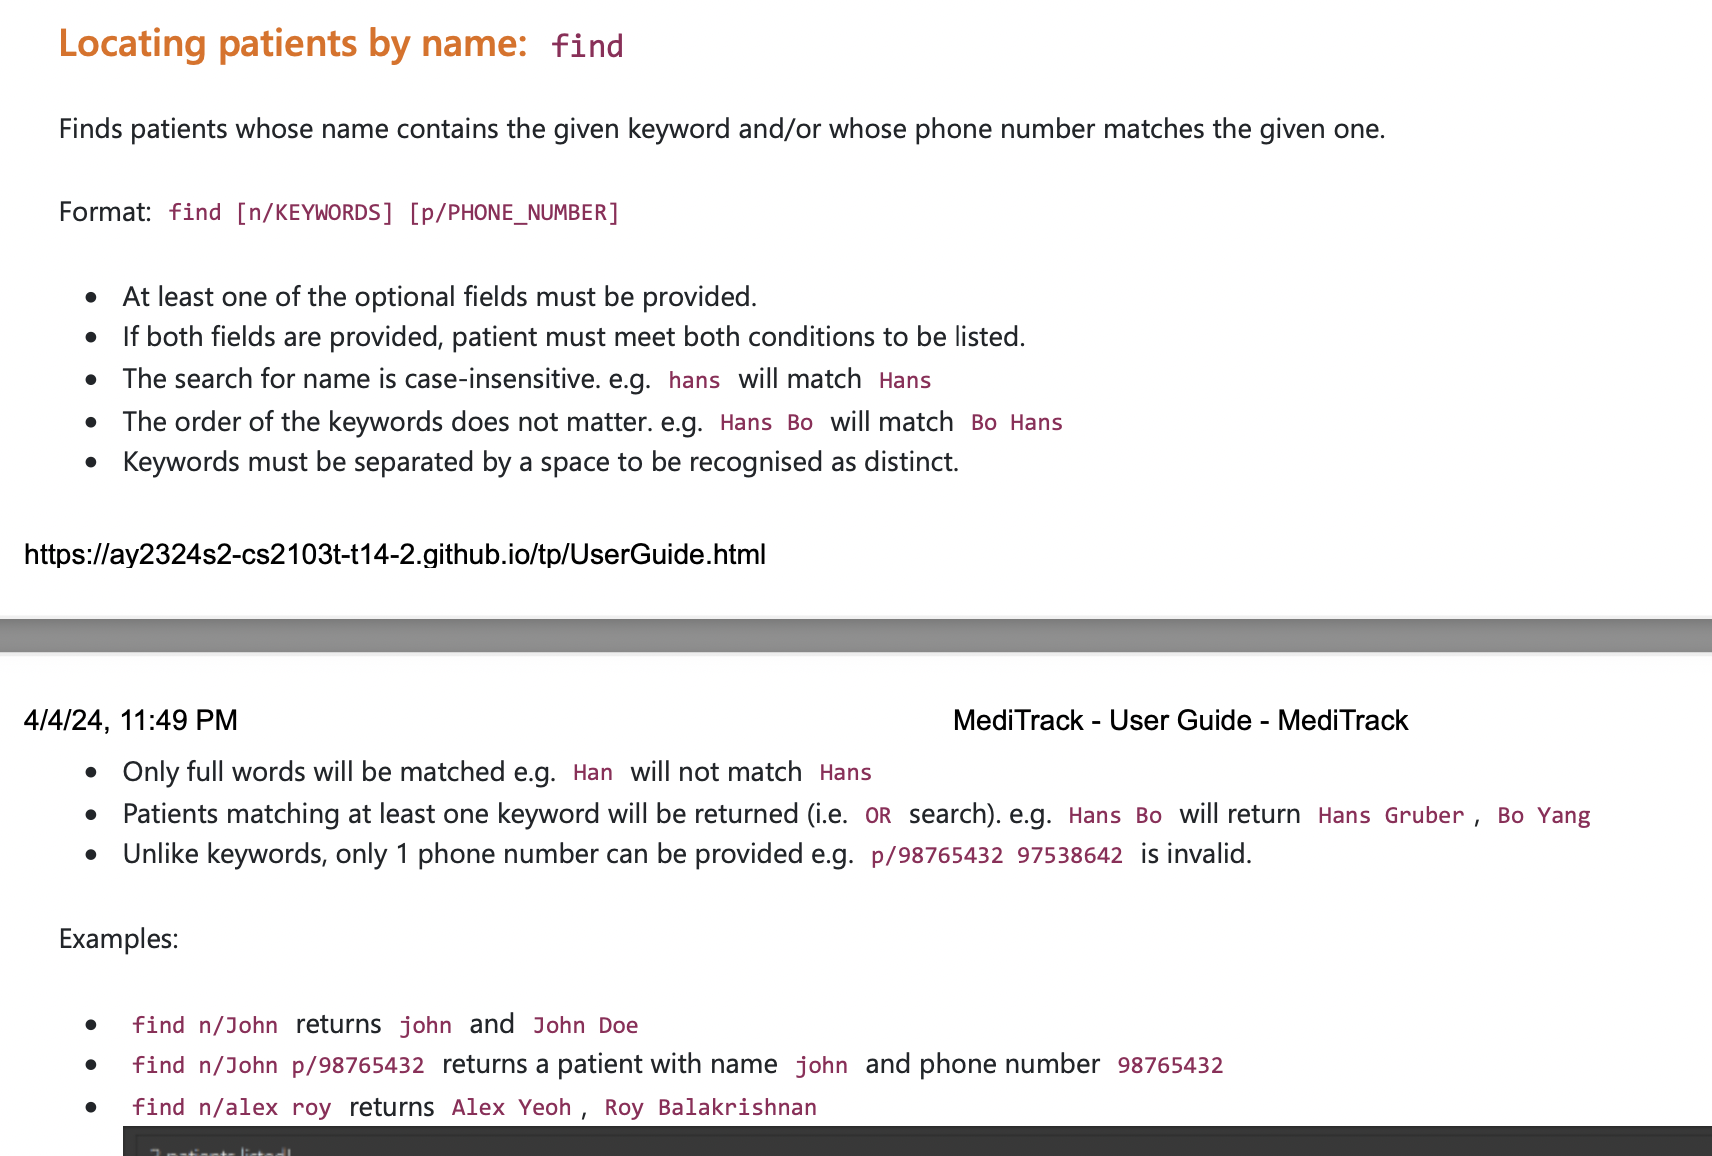 Locating patients by name: find
Finds patients whose name contains the given keyword and/or whose phone number matches the given one.
Format: find [n/KEYWORDS] [p/PHONE_NUMBER]
• At least one of the optional fields must be provided.
• If both fields are provided, patient must meet both conditions to be listed.
• The search for name is case-insensitive. e.g. hans will match Hans
• The order of the keywords does not matter. e.g. Hans Bo will match Bo Hans
• Keywords must be separated by a space to be recognised as distinct.
https://ay2324s2-cs2103t-t14-2.github.io/tp/UserGuide.html
4/4/24, 11:49 PM MediTrack - User Guide - MediTrack
• Only full words will be matched e.g. Han will not match Hans
• Patients matching at least one keyword will be returned (i.e. OR search). e.g. Hans Bo will return Hans Gruber, Bo Yang
• Unlike keywords, only 1 phone number can be provided e.g. p/98765432 97538642 is invalid.
Examples:
• find n/John returns john and John Doe
• find n/John p/98765432 returns a patient with name john and phone number 98765432
• find n/alex roy returns Alex Yeoh, Roy Balakrishnan
patients listed!